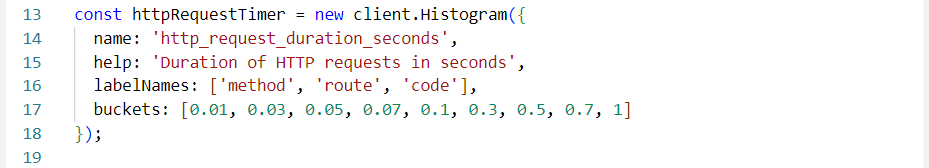 13 const httpRequestTimer = new client.Histogram({
14   name: 'http_request_duration_seconds',
15   help: 'Duration of HTTP requests in seconds',
16   labelNames: ['method', 'route', 'code'],
17   buckets: [0.01, 0.03, 0.05, 0.07, 0.1, 0.3, 0.5, 0.7, 1]
18 });
19